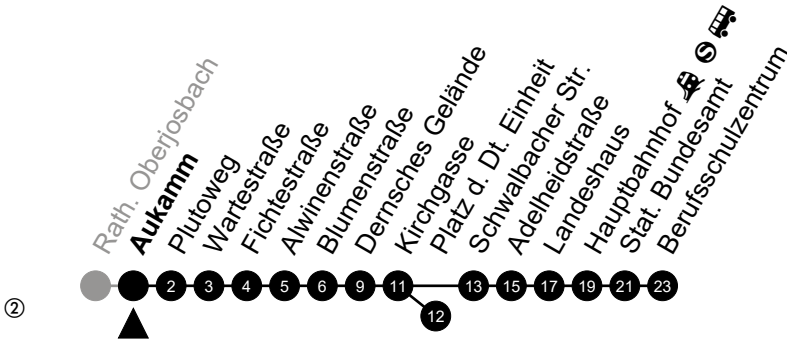 Rath. Oberjosbach
Aukamm
Plutoweg
Wartestraße
Fichtestraße
Alwinenstraße
Blumenstraße
Dernsches Gelände
Kirchgasse
Platz d. Dt. Einheit
Schwalbacher Str.
Adelheidstraße
Landeshaus
Hauptbahnhof S
Stat. Bundesamt
Berufsschulzentrum
② 2 3 4 5 6 9 11 13 15 17 19 21 23
12